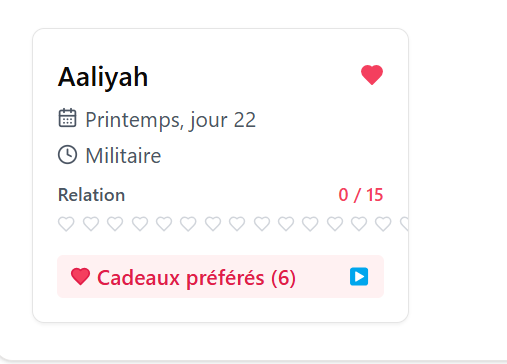 Aaliyah
Printemps, jour 22
Militaire
Relation 0 / 15
Cadeaux préférés (6)